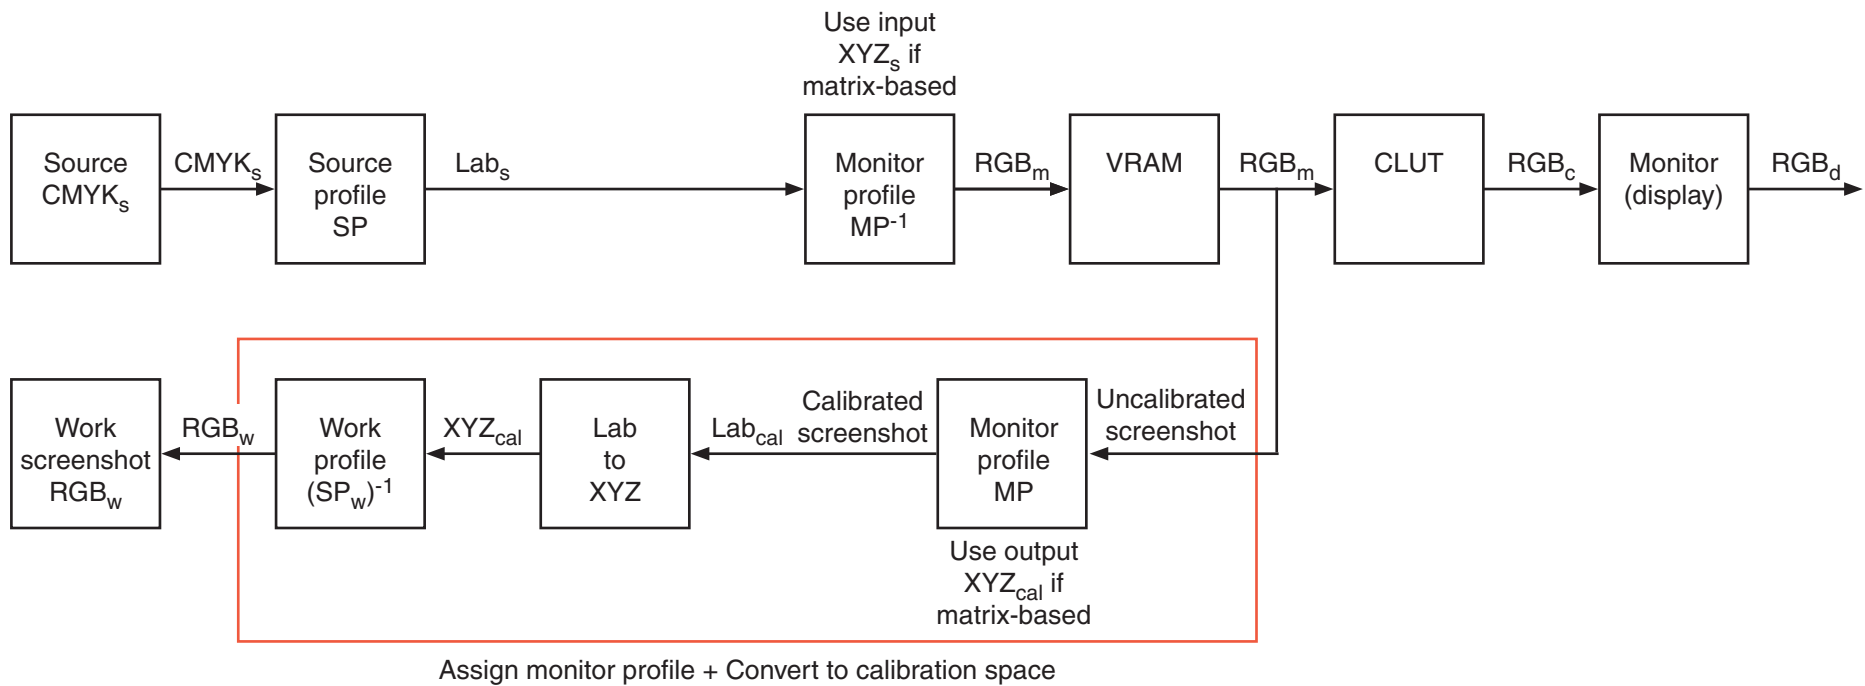 Use input
XYZs if
matrix-based
Source
CMYKs
CMYKs
Source
profile
SP
Labs
Monitor
profile
MP-1
RGBm
VRAM
RGBm
CLUT
RGBc
Monitor
(display)
RGBd
Work
screenshot
RGBw
RGBw
Work
profile
(SPw)-1
XYZcal
Lab
to
XYZ
Labcal
Calibrated
screenshot
Monitor
profile
MP
Uncalibrated
screenshot
Use output
XYZcal if
matrix-based
Assign monitor profile + Convert to calibration space